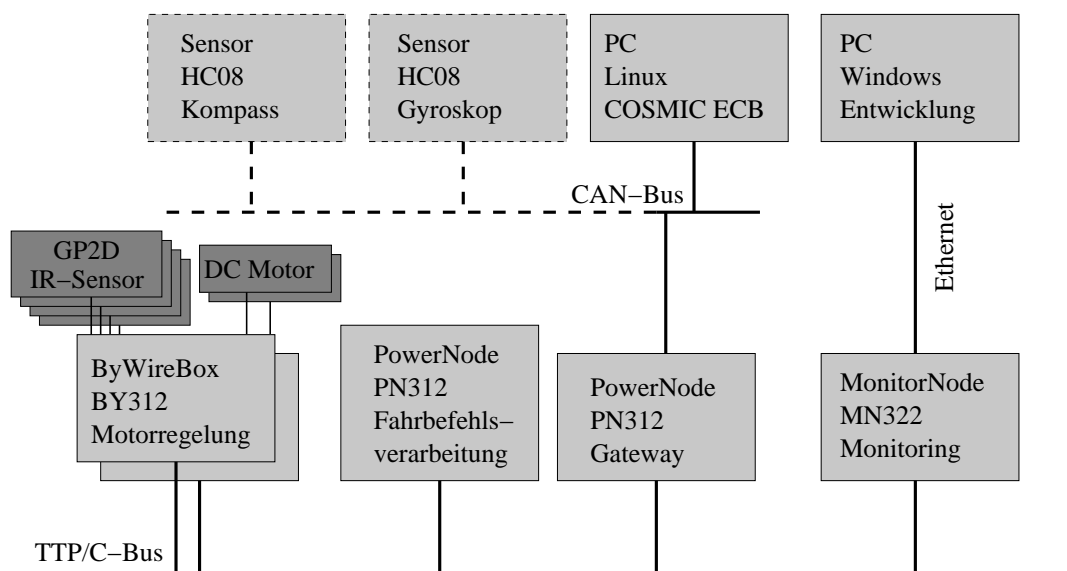 Sensor
HC08
Kompass
Sensor
HC08
Gyroskop
PC
Linux
COSMIC ECB
PC
Windows
Entwicklung
CAN−Bus
Ethernet
GP2D
IR−Sensor
DC Motor
ByWireBox
BY312
Motorregelung
PowerNode
PN312
Fahrbefehls−
verarbeitung
PowerNode
PN312
Gateway
MonitorNode
MN322
Monitoring
TTP/C−Bus